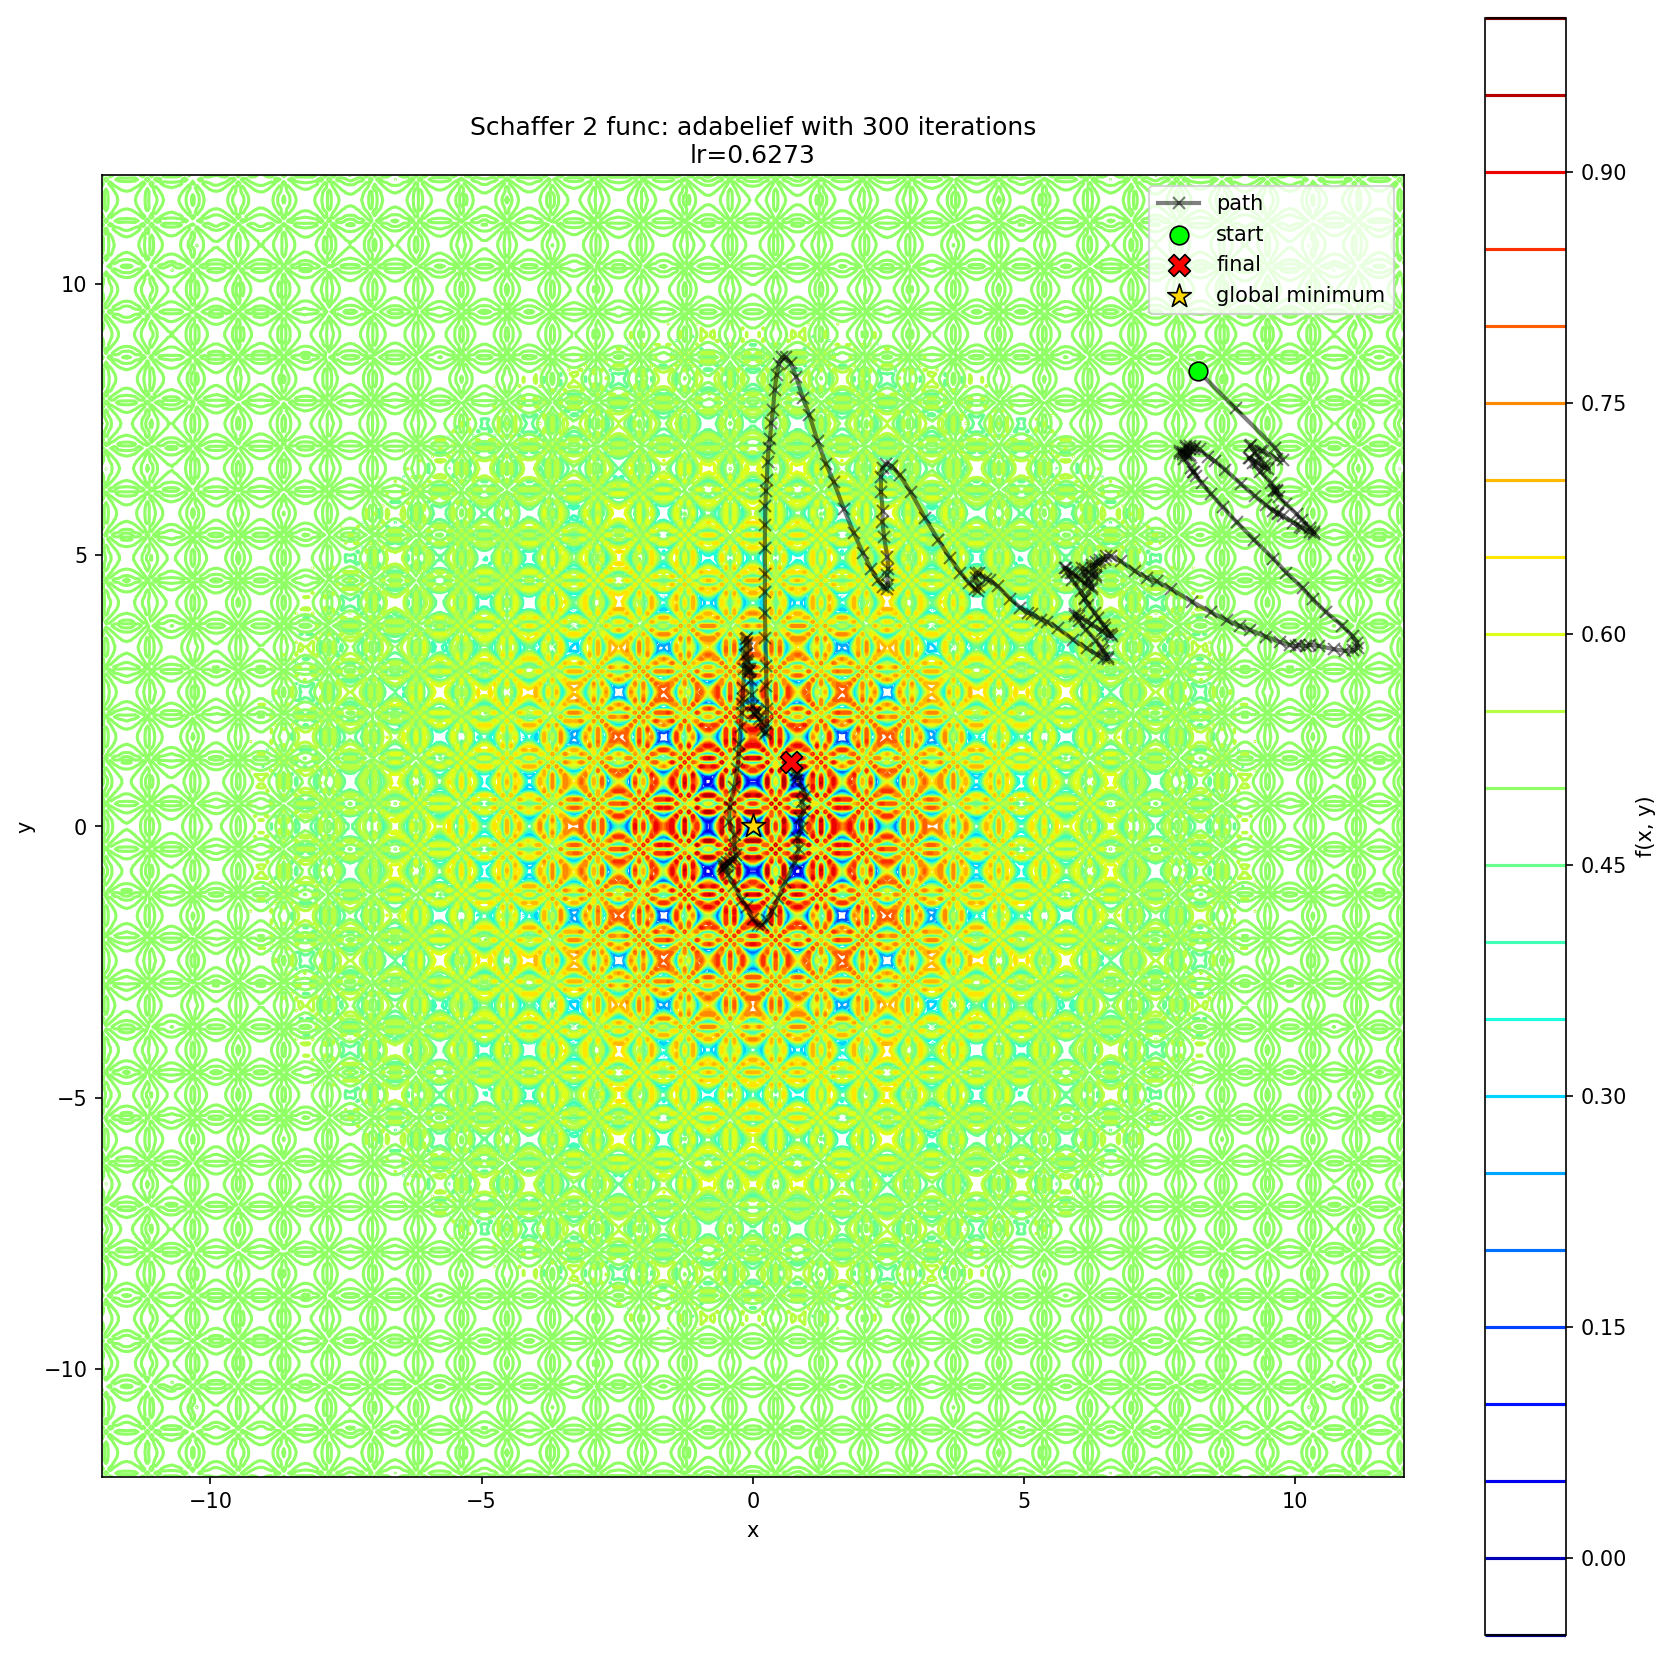 Schaffer 2 func: adabelief with 300 iterations
lr=0.6273
path
start
final
global minimum
10
5
0
−5
−10
y
−10
−5
0
5
10
x
0.90
0.75
0.60
0.45
0.30
0.15
0.00
f(x, y)